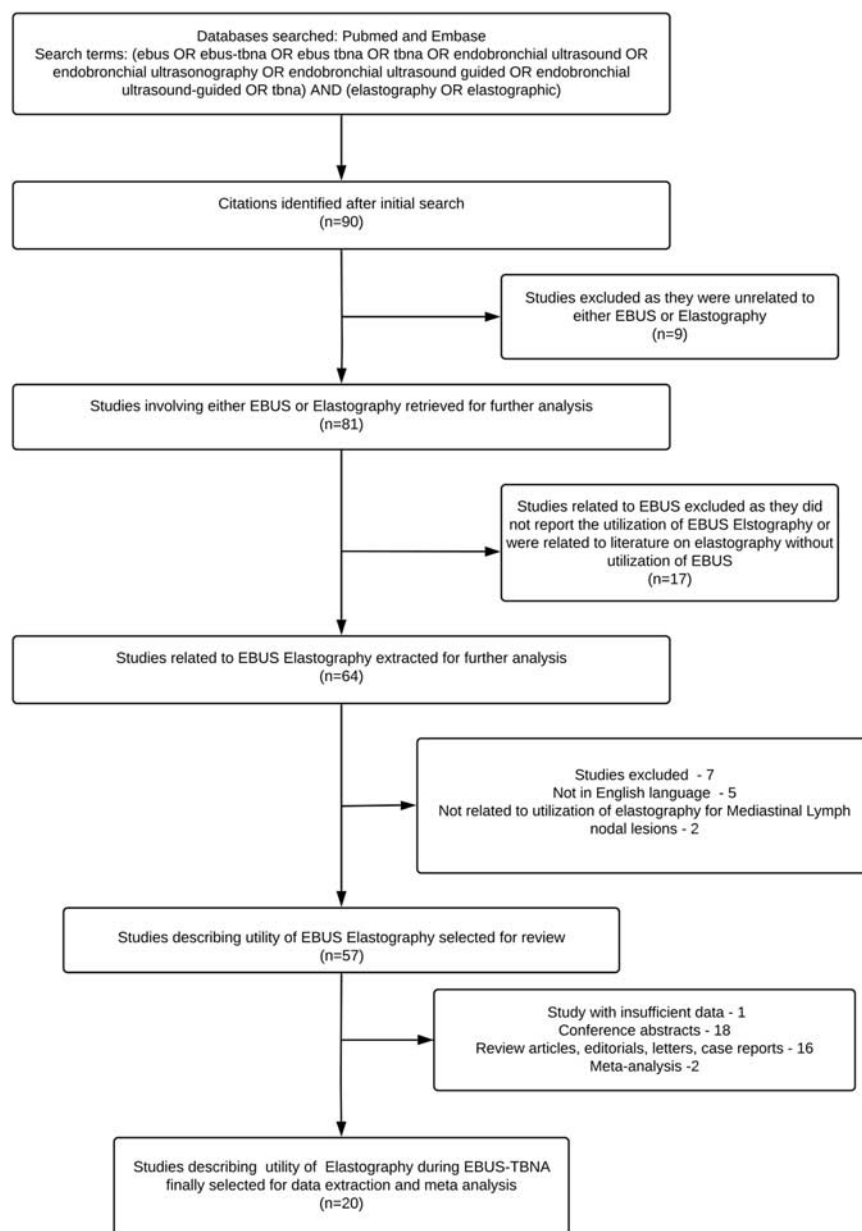 Databases searched: Pubmed and Embase
Search terms: (ebus OR ebus-tbna OR ebus tbna OR tbna OR endobronchial ultrasound OR
endobronchial ultrasonography OR endobronchial ultrasound guided OR endobronchial
ultrasound-guided OR tbna) AND (elastography OR elastographic)
Citations identified after initial search
(n=90)
Studies excluded as they were unrelated to
either EBUS or Elastography
(n=9)
Studies involving either EBUS or Elastography retrieved for further analysis
(n=81)
Studies related to EBUS excluded as they did
not report the utilization of EBUS Elstography or
were related to literature on elastography without
utilization of EBUS
(n=17)
Studies related to EBUS Elastography extracted for further analysis
(n=64)
Studies excluded - 7
Not in English language - 5
Not related to utilization of elastography for Mediastinal Lymph
nodal lesions - 2
Studies describing utility of EBUS Elastography selected for review
(n=57)
Study with insufficient data - 1
Conference abstracts - 18
Review articles, editorials, letters, case reports - 16
Meta-analysis -2
Studies describing utility of Elastography during EBUS-TBNA
finally selected for data extraction and meta analysis
(n=20)